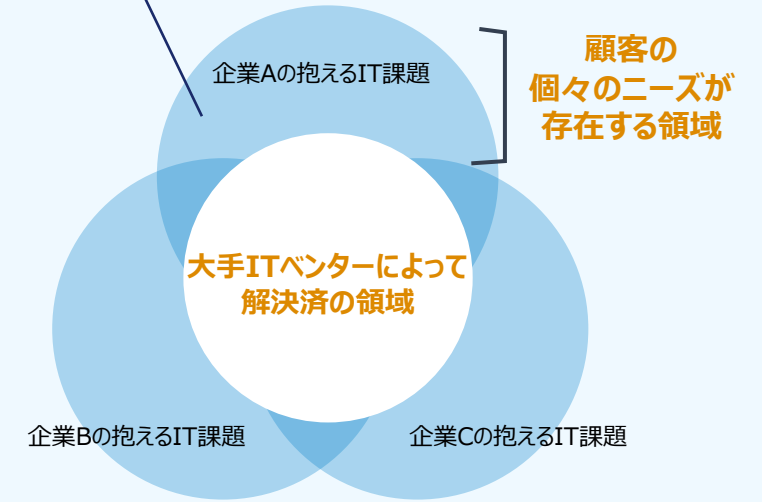 企業Aの抱えるIT課題
顧客の
個々のニーズが
存在する領域
大手ITベンターによって
解決済の領域
企業Bの抱えるIT課題
企業Cの抱えるIT課題